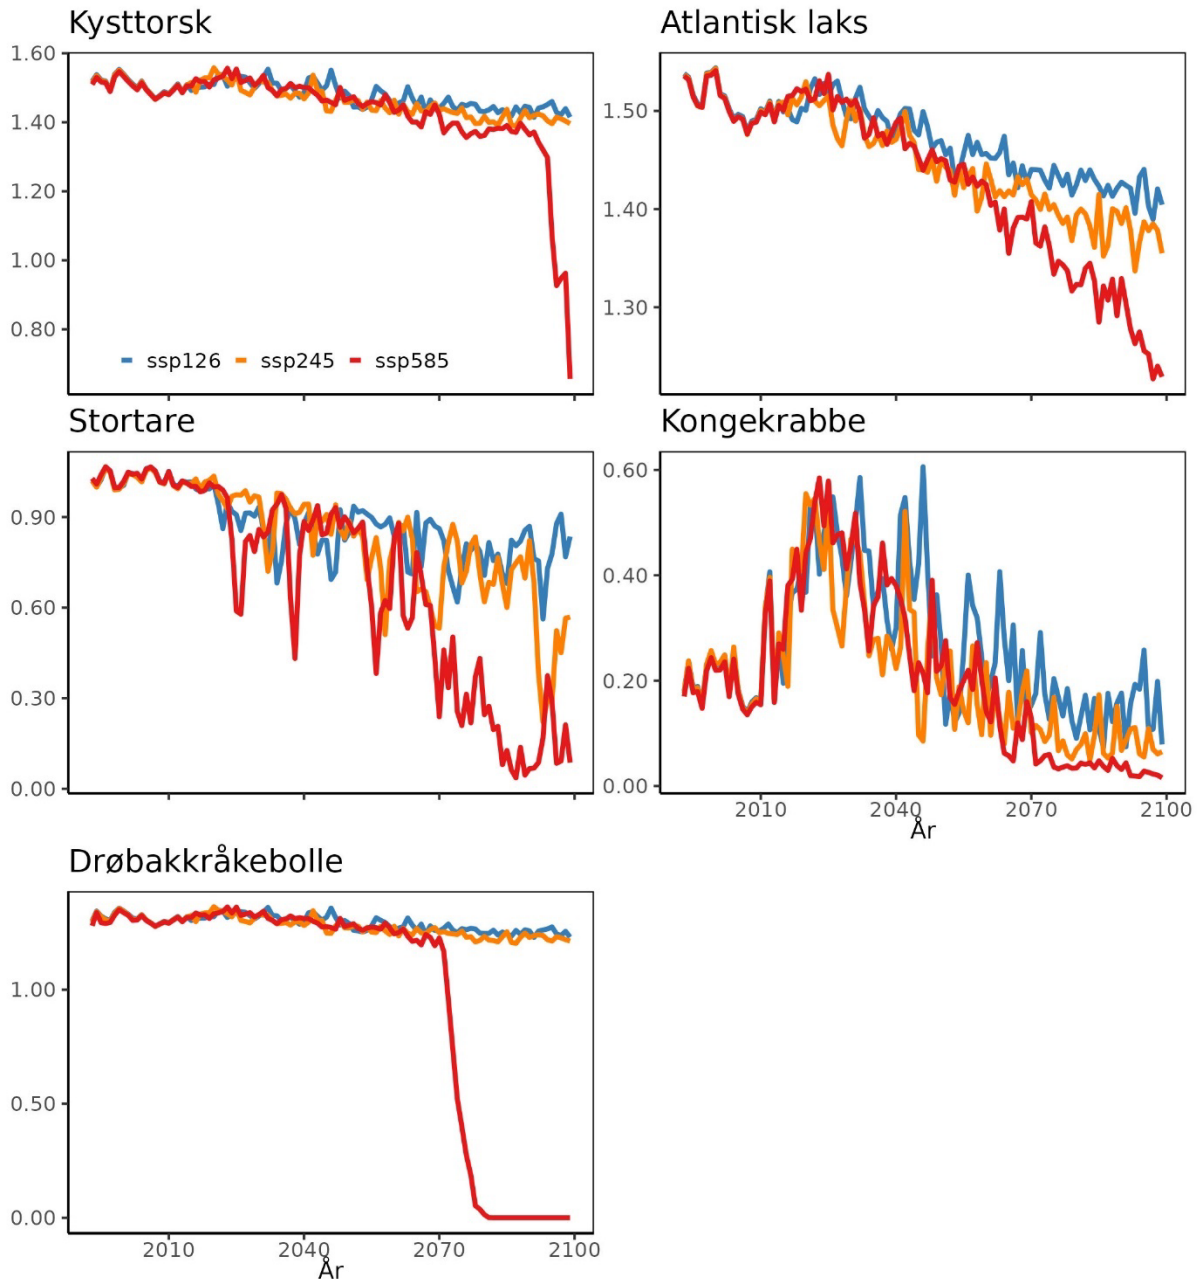 Kysttorsk
1.60
1.40
1.20
1.00
0.80
ssp126 ssp245 ssp585
Atlantisk laks
1.50
1.40
1.30
Stortare
0.90
0.60
0.30
0.00
Kongekrabbe
0.60
0.40
0.20
0.00
2010 2040 2070 2100
År
Drøbakkråkebolle
1.00
0.50
0.00
2010 2040 2070 2100
År